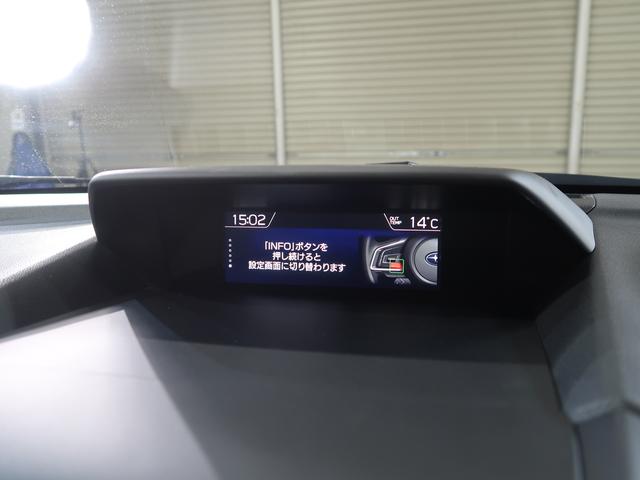 15:02
OUT TEMP 14°C
「INFO」ボタンを
押し続けると
設定画面に切り替わります